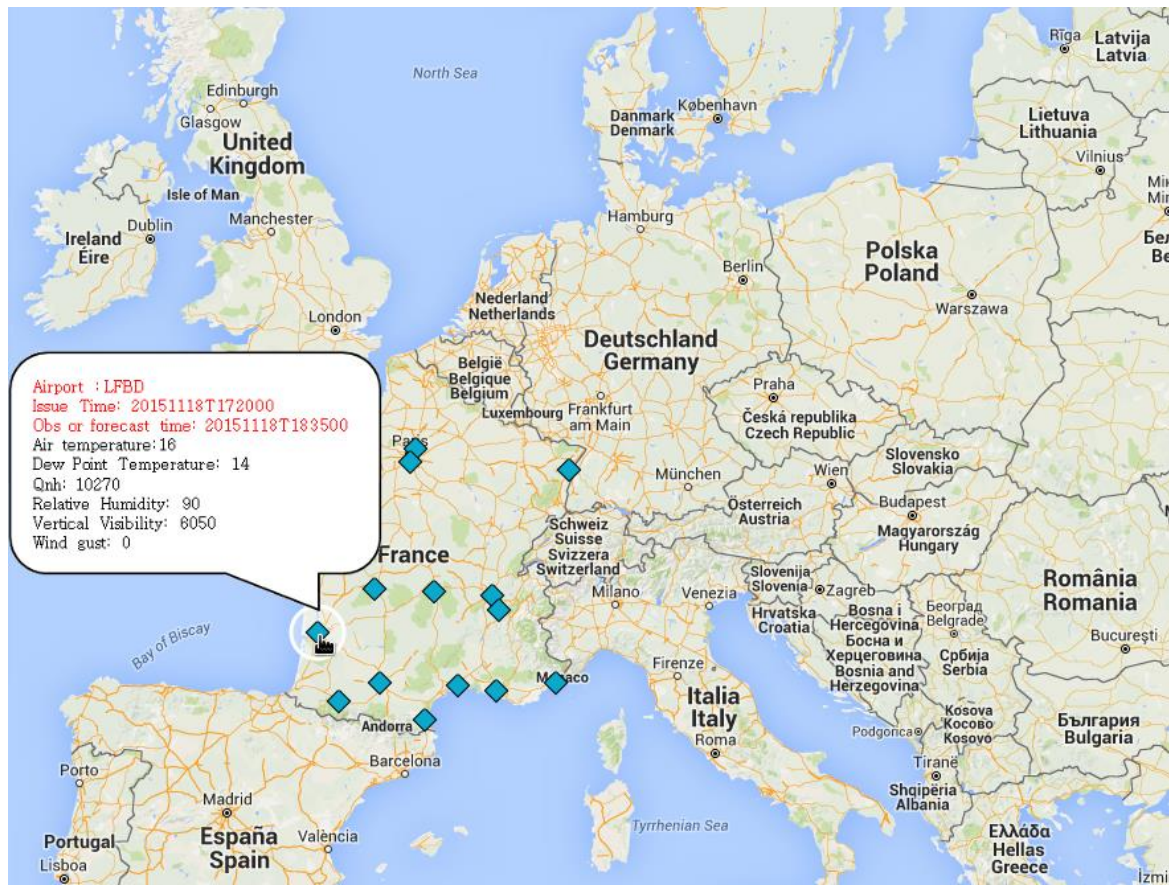 Rīga
Latvija
Latvia
North Sea
Edinburgh
Glasgow
Danmark
Denmark
København
Lietuva
Lithuania
United
Kingdom
Vilnius
Isle of Man
Manchester
Dublin
Ireland
Éire
Hamburg
Polska
Poland
Berlin
Warszawa
Nederland
Netherlands
London
Deutschland
Germany
België
Belgique
Belgium
Praha
Luxembourg
Frankfurt
am Main
Česká republika
Czech Republic
Airport : LFBD
Issue Time: 20151118T172000
Obs or forecast time: 20151118T183500
Air temperature:16
Dew Point Temperature: 14
Qnh: 10270
Relative Humidity: 90
Vertical Visibility: 6050
Wind gust: 0
Slovensko
Slovakia
München
Wien
Österreich
Austria
Budapest
Magyarország
Hungary
Schweiz
Suisse
Svizzera
Switzerland
France
Slovenija
Slovenia
Zagreb
Milano
Venezia
România
Romania
Hrvatska
Croatia
Bosna i
Hercegovina
Босна и
Херцеговина
Bosnia and
Herzegovina
Београд
Belgrade
București
Bay of Biscay
Србија
Serbia
Firenze
Italia
Italy
Kosova
Косово
Kosovo
България
Bulgaria
Andorra
Roma
Podgorica
Barcelona
Tiranë
Shqipëria
Albania
Porto
Madrid
España
Spain
València
Tyrrhenian Sea
Ελλάδα
Hellas
Greece
Portugal
Lisboa